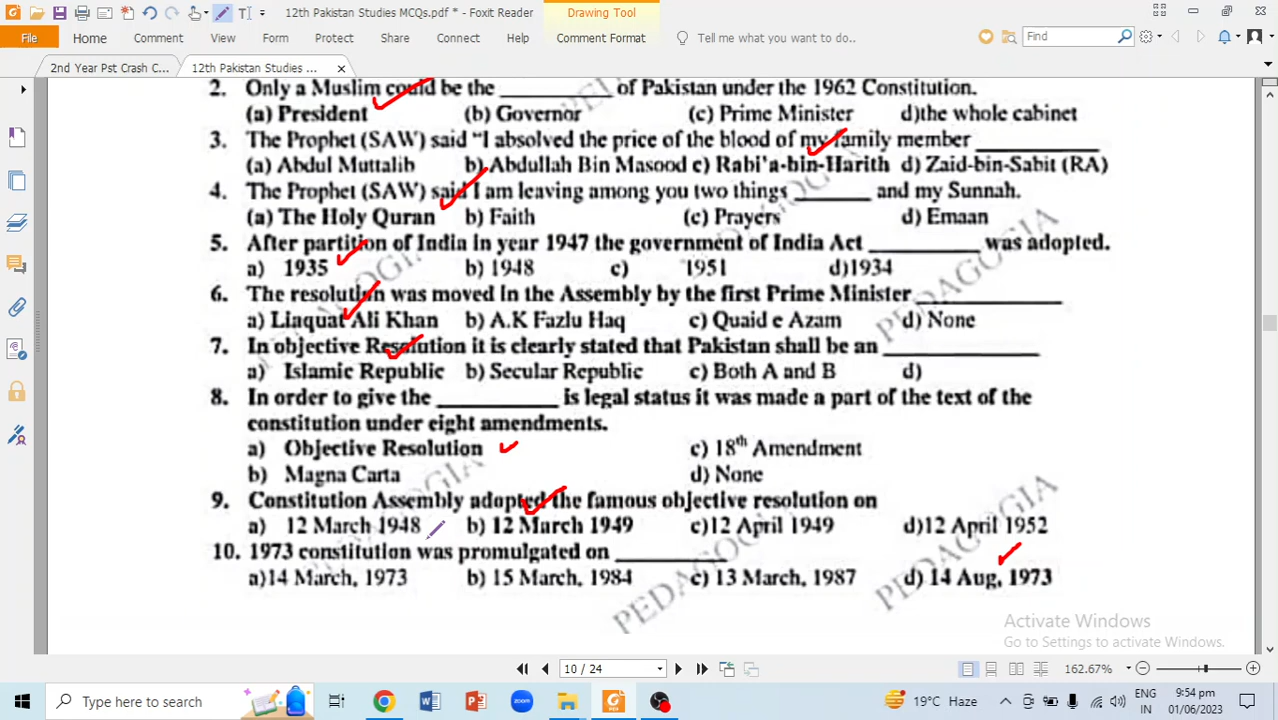 12th Pakistan Studies MCQs.pdf * - Foxit Reader
Drawing Tool
File Home Comment View Form Protect Share Connect Help Comment Format Tell me what you want to do.. Find
2nd Year Pst Crash C... 12th Pakistan Studies ...
2. Only a Muslim could be the __________ of Pakistan under the 1962 Constitution.
(a) President (b) Governor (c) Prime Minister d)the whole cabinet
3. The Prophet (SAW) said "I absolved the price of the blood of my family member __________
(a) Abdul Muttalib b) Abdullah Bin Masood c) Rabi'a-bin-Harith d) Zaid-bin-Sabit (RA)
4. The Prophet (SAW) said I am leaving among you two things _______ and my Sunnah.
(a) The Holy Quran b) Faith (c) Prayers d) Emaan
5. After partition of India in year 1947 the government of India Act _________ was adopted.
a) 1935 b) 1948 c) 1951 d)1934
6. The resolution was moved in the Assembly by the first Prime Minister ____________
a) Liaquat Ali Khan b) A.K Fazlu Haq c) Quaid e Azam d) None
7. In objective Resolution it is clearly stated that Pakistan shall be an _____________
a) Islamic Republic b) Secular Republic c) Both A and B d)
8. In order to give the __________ is legal status it was made a part of the text of the
constitution under eight amendments.
a) Objective Resolution c) 18th Amendment
b) Magna Carta d) None
9. Constitution Assembly adopted the famous objective resolution on
a) 12 March 1948 b) 12 March 1949 c)12 April 1949 d)12 April 1952
10. 1973 constitution was promulgated on _________
a)14 March, 1973 b) 15 March, 1984 c) 13 March, 1987 d) 14 Aug, 1973
PEDAGOGIA
PEDAGOGIA
PEDAGOGIA
PEDAGOGIA
Activate Windows
Go to Settings to activate Windows.
10 / 24 162.67%
Type here to search zoom 19°C Haze ENG 9:54 pm
IN 01/06/2023